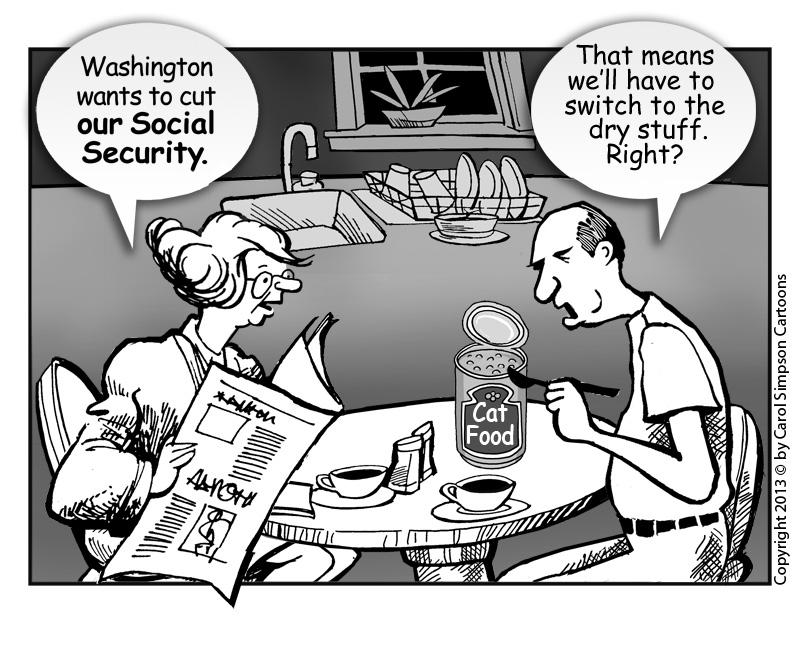 Washington
wants to cut
our Social
Security.
That means
we'll have to
switch to the
dry stuff.
Right?
Cat
Food
Copyright 2013 © by Carol Simpson Cartoons